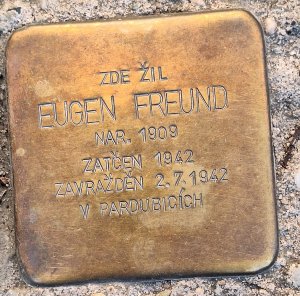 ZDE ŽIL
EUGEN FREUND
NAR. 1909
ZATČEN 1942
ZAVRAŽDĚN 2.7.1942
V PARDUBICÍCH